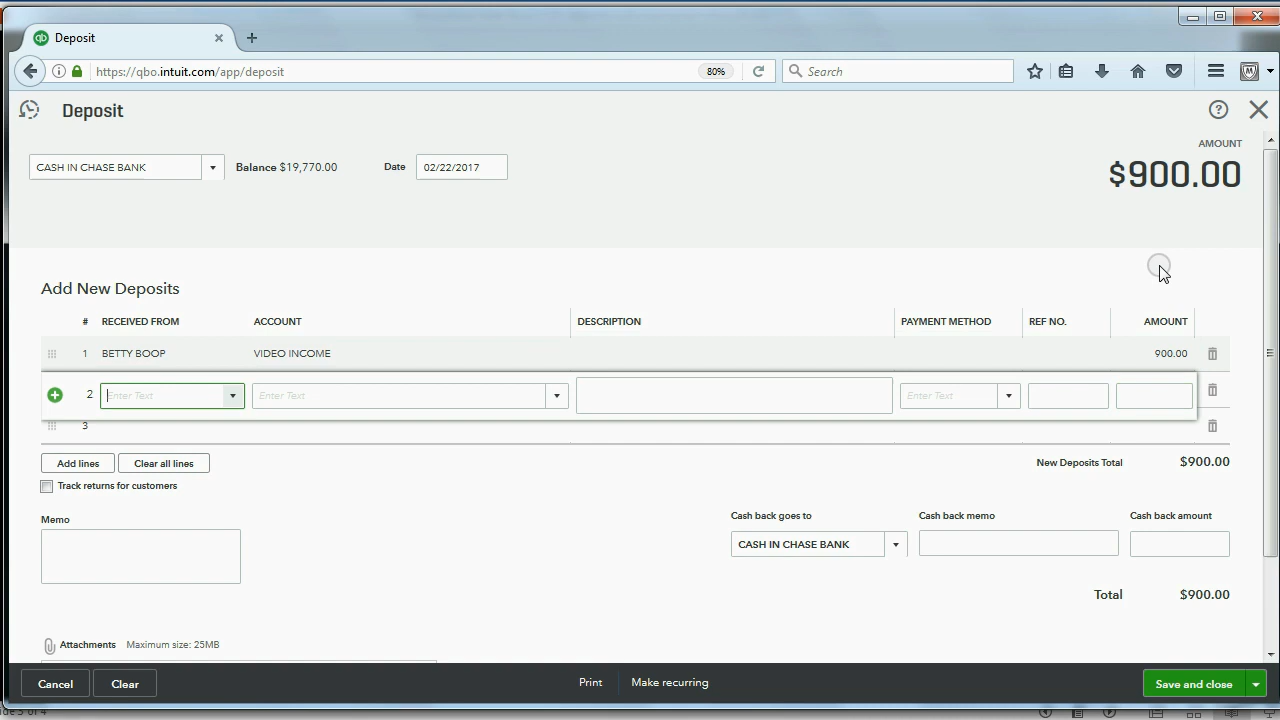 qb Deposit
https://qbo.intuit.com/app/deposit 80% Search
Deposit
AMOUNT
CASH IN CHASE BANK Balance $19,770.00 Date 02/22/2017 $900.00
Add New Deposits
# RECEIVED FROM ACCOUNT DESCRIPTION PAYMENT METHOD REF NO. AMOUNT
1 BETTY BOOP VIDEO INCOME 900.00
2 Enter Text Enter Text Enter Text
3
Add lines Clear all lines New Deposits Total $900.00
Track returns for customers
Memo Cash back goes to Cash back memo Cash back amount
CASH IN CHASE BANK
Total $900.00
Attachments Maximum size: 25MB
Cancel Clear Print Make recurring Save and close